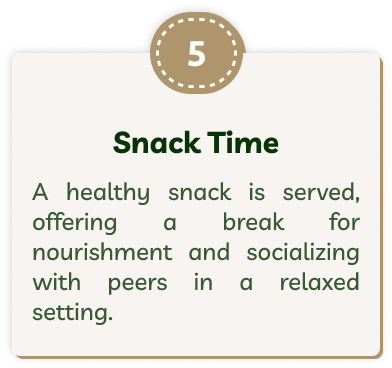 5
Snack Time
A healthy snack is served,
offering a break for
nourishment and socializing
with peers in a relaxed
setting.